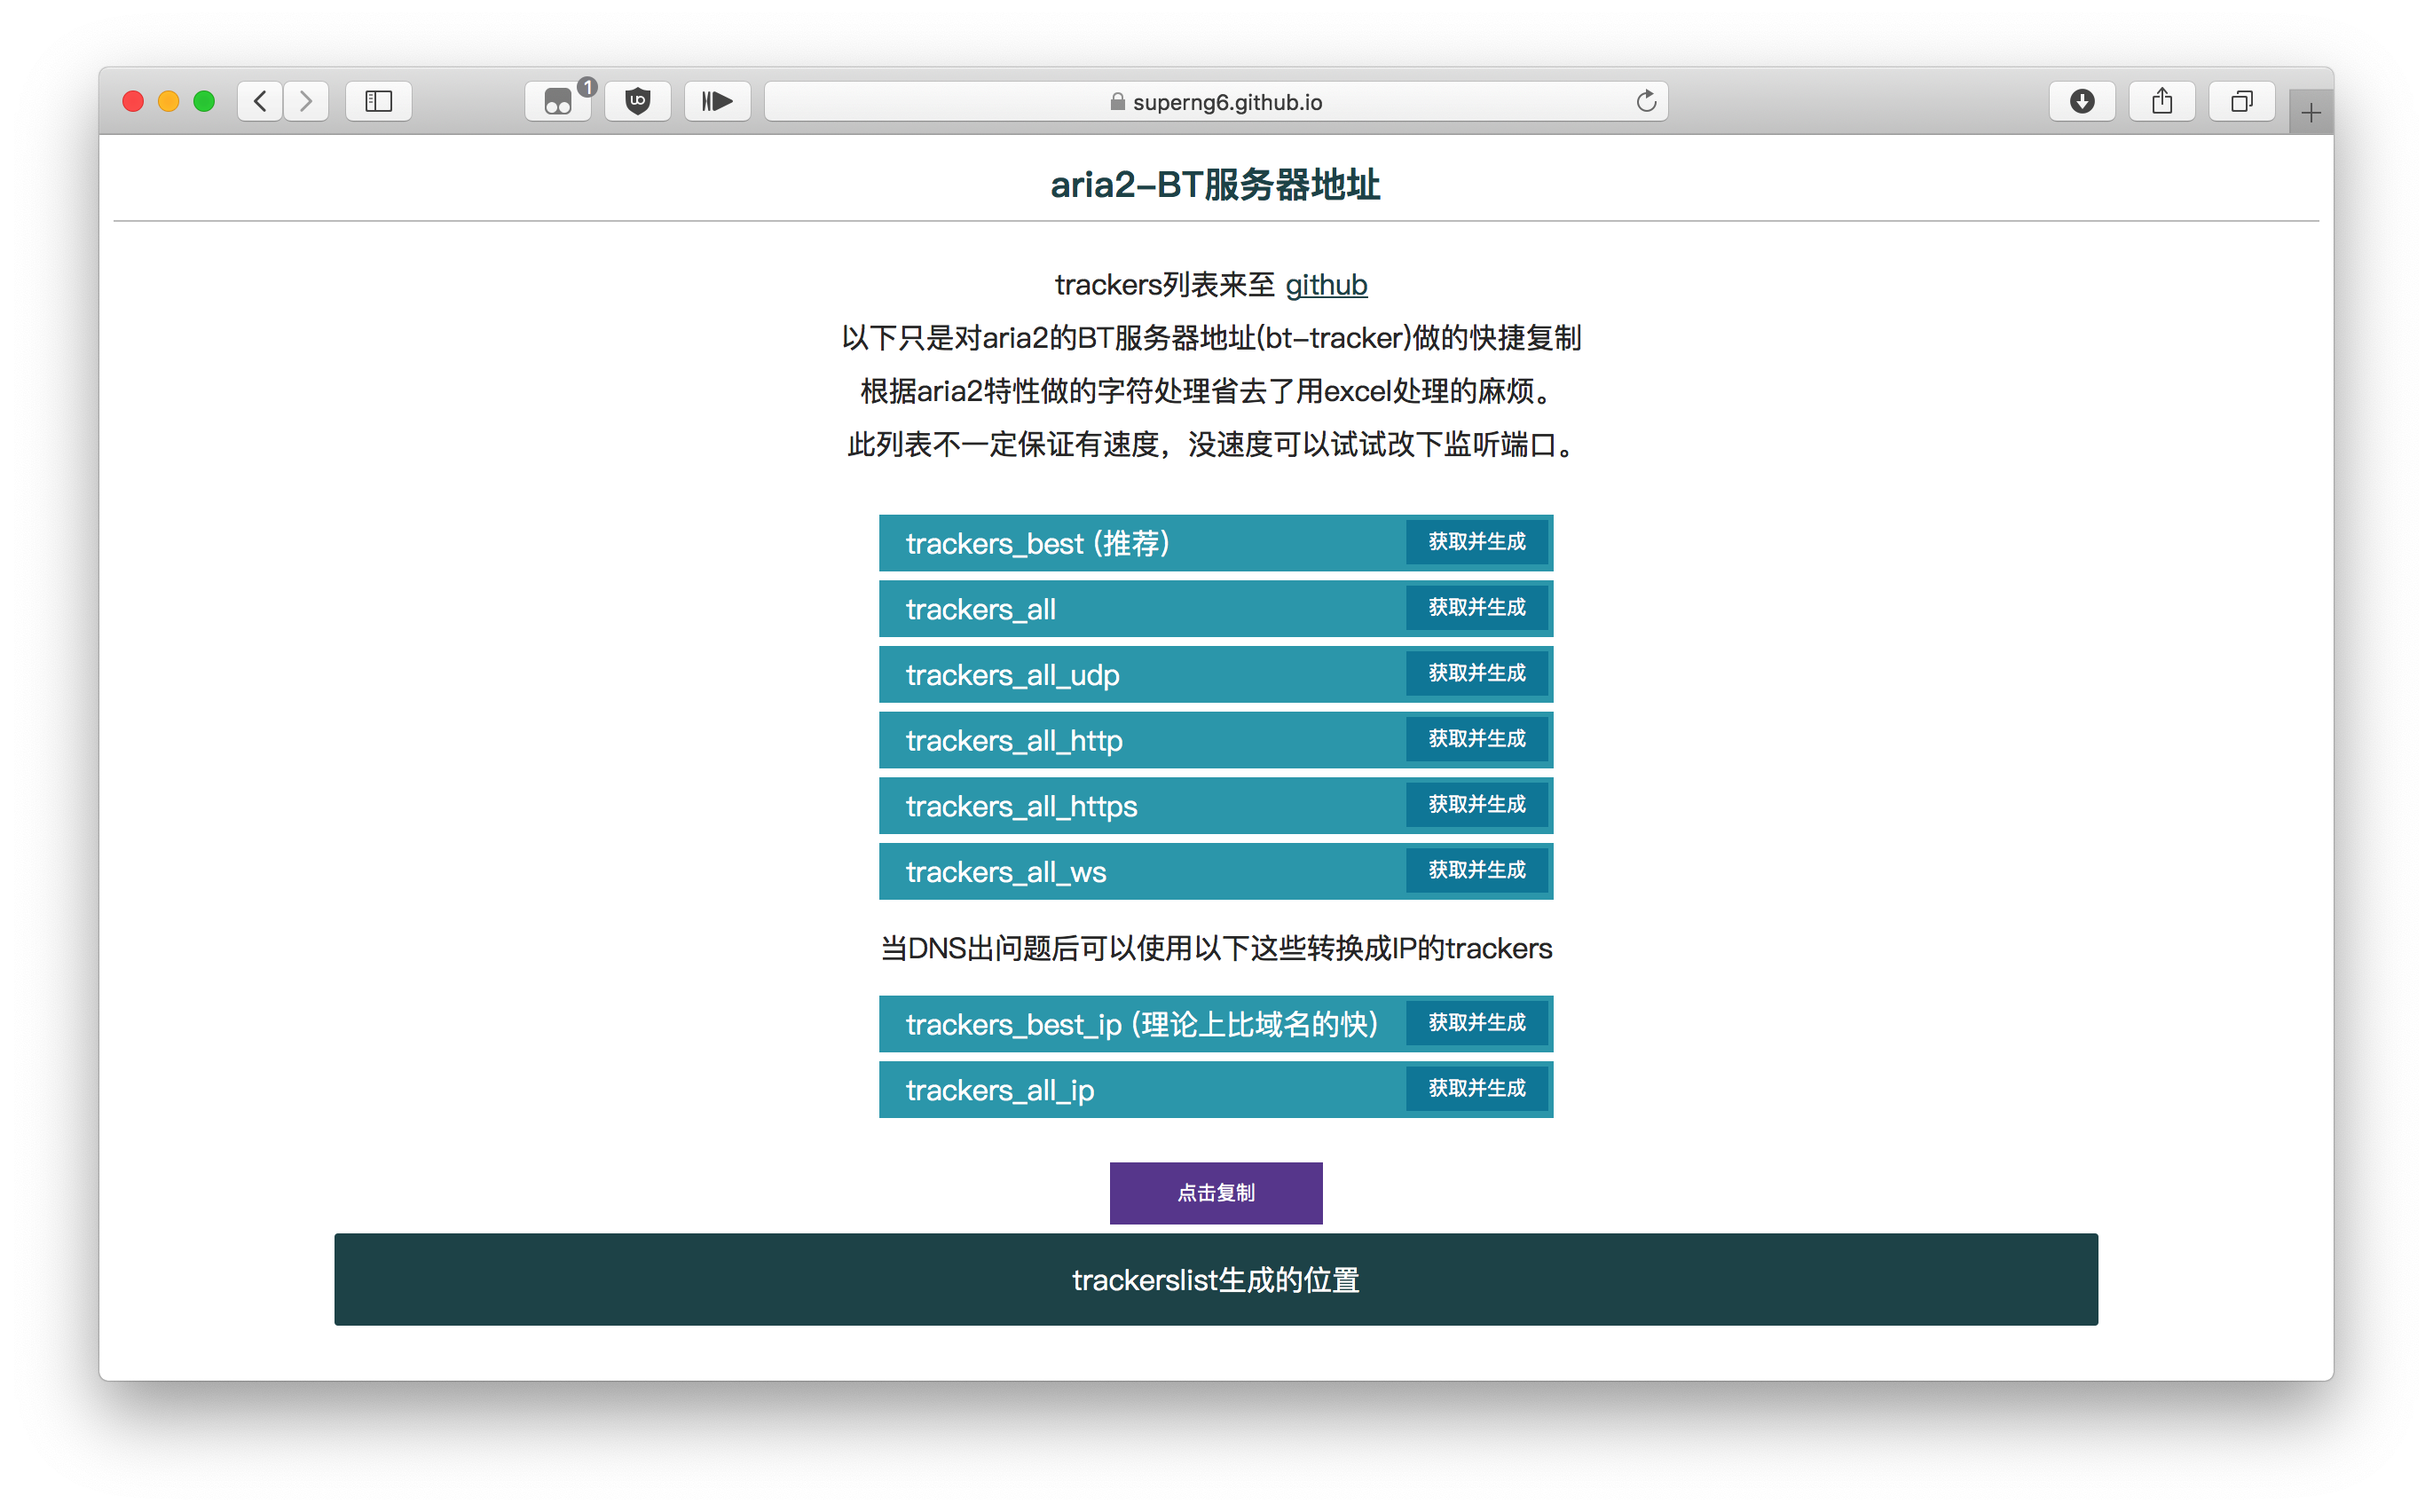 1
superng6.github.io
aria2-BT服务器地址
trackers列表来至 github
以下只是对aria2的BT服务器地址(bt-tracker)做的快捷复制
根据aria2特性做的字符处理省去了用excel处理的麻烦。
此列表不一定保证有速度，没速度可以试试改下监听端口。
trackers_best (推荐) 获取并生成
trackers_all 获取并生成
trackers_all_udp 获取并生成
trackers_all_http 获取并生成
trackers_all_https 获取并生成
trackers_all_ws 获取并生成
当DNS出问题后可以使用以下这些转换成IP的trackers
trackers_best_ip (理论上比域名的快) 获取并生成
trackers_all_ip 获取并生成
点击复制
trackerslist生成的位置